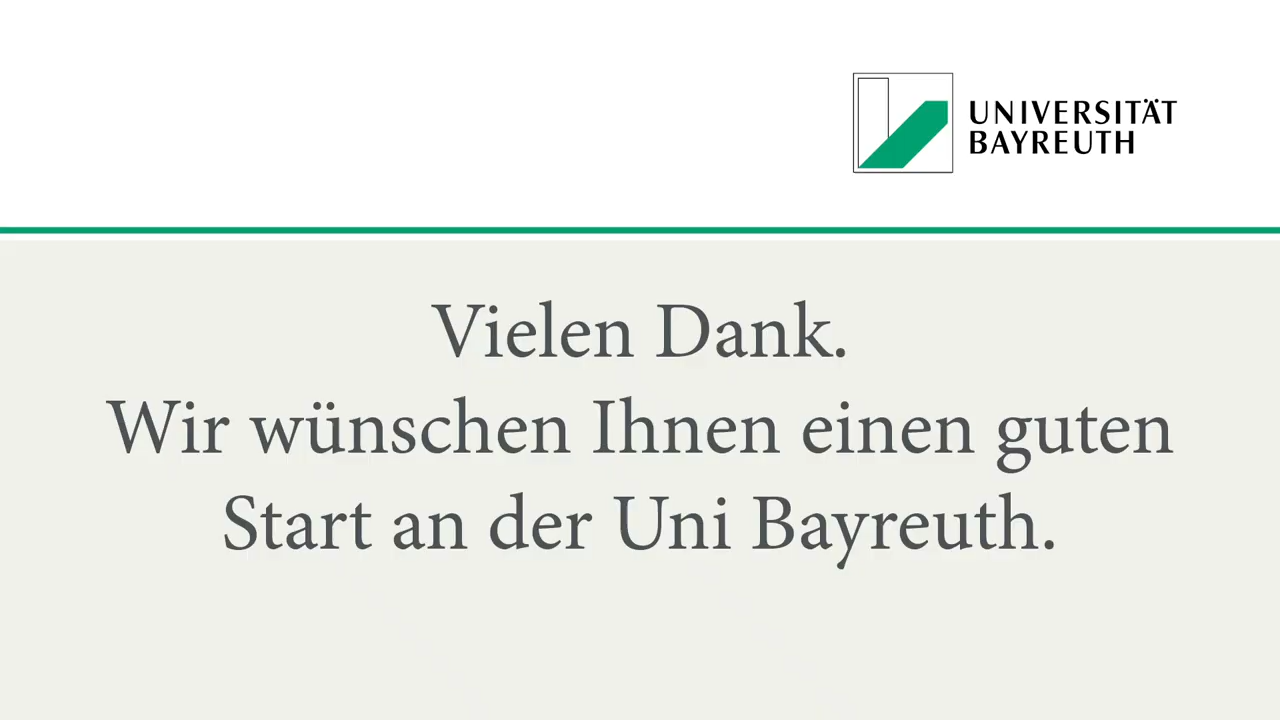 UNIVERSITÄT
BAYREUTH
Vielen Dank.
Wir wünschen Ihnen einen guten
Start an der Uni Bayreuth.